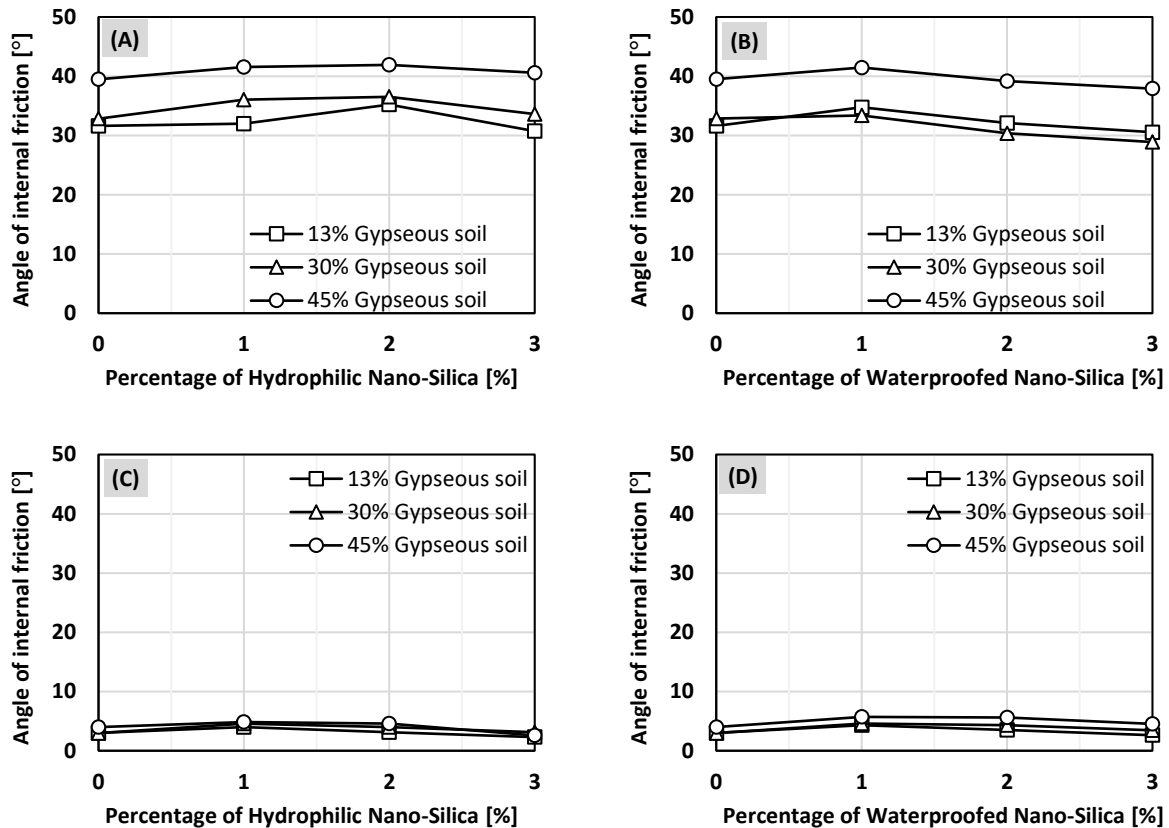 (A)
Angle of internal friction [°]
50
40
30
20
10
0
13% Gypseous soil
30% Gypseous soil
45% Gypseous soil
0 1 2 3
Percentage of Hydrophilic Nano-Silica [%]
(B)
Angle of internal friction [°]
50
40
30
20
10
0
13% Gypseous soil
30% Gypseous soil
45% Gypseous soil
0 1 2 3
Percentage of Waterproofed Nano-Silica [%]
(C)
Angle of internal friction [°]
50
40
30
20
10
0
13% Gypseous soil
30% Gypseous soil
45% Gypseous soil
0 1 2 3
Percentage of Hydrophilic Nano-Silica [%]
(D)
Angle of internal friction [°]
50
40
30
20
10
0
13% Gypseous soil
30% Gypseous soil
45% Gypseous soil
0 1 2 3
Percentage of Waterproofed Nano-Silica [%]